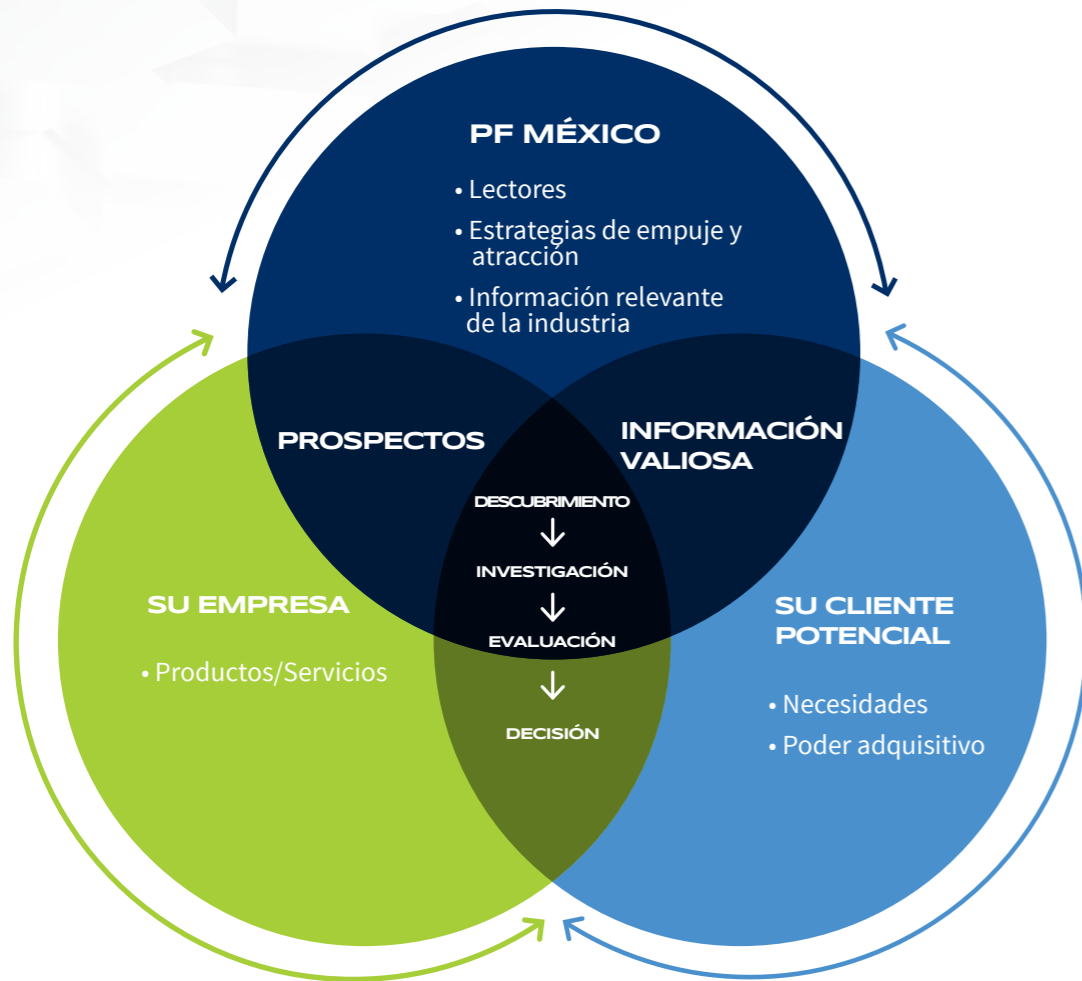 PF MÉXICO
• Lectores
• Estrategias de empuje y
atracción
• Información relevante
de la industria
PROSPECTOS
INFORMACIÓN
VALIOSA
DESCUBRIMIENTO
INVESTIGACIÓN
EVALUACIÓN
DECISIÓN
SU EMPRESA
• Productos/Servicios
SU CLIENTE
POTENCIAL
• Necesidades
• Poder adquisitivo